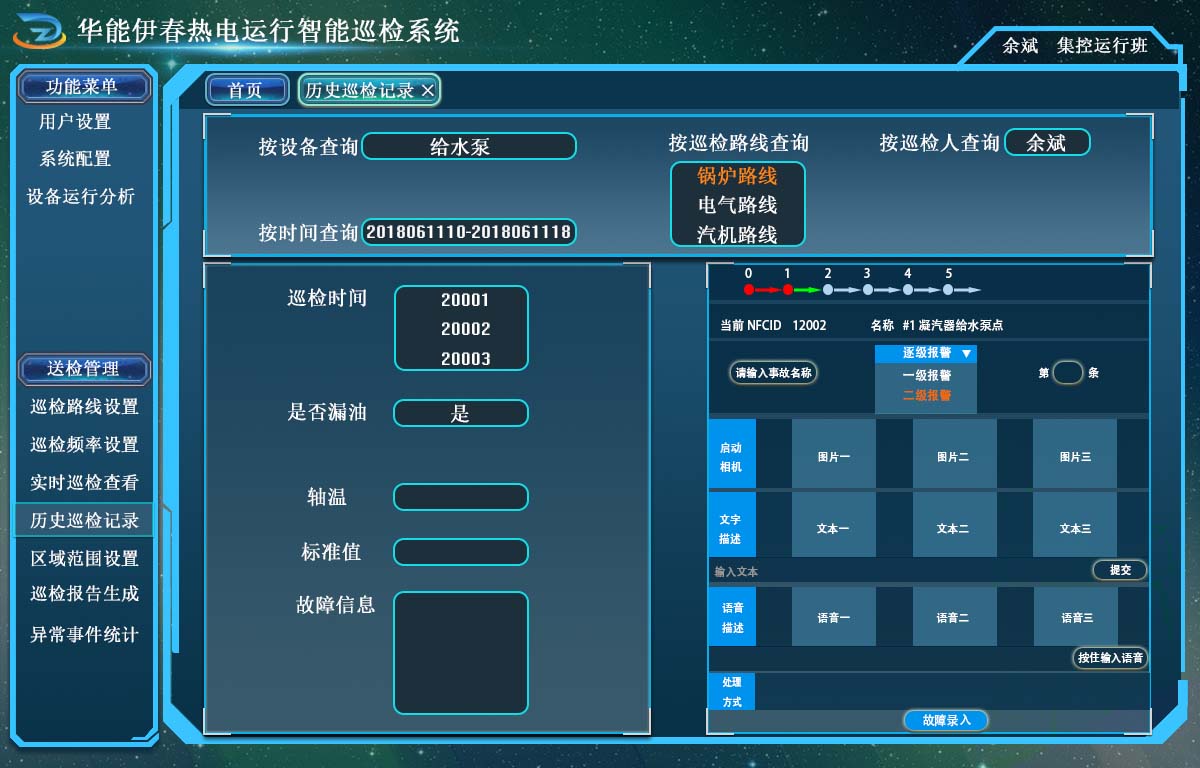 华能伊春热电运行智能巡检系统
余斌 集控运行班
功能菜单
用户设置
系统配置
设备运行分析
送检管理
巡检路线设置
巡检频率设置
实时巡检查看
历史巡检记录
区域范围设置
巡检报告生成
异常事件统计
首页
历史巡检记录 ×
按设备查询 给水泵
按时间查询 2018061110-2018061118
按巡检路线查询
锅炉路线
电气路线
汽机路线
按巡检人查询 余斌
巡检时间
20001
20002
20003
是否漏油 是
轴温
标准值
故障信息
0 1 2 3 4 5
当前 NFCID 12002 名称 #1 凝汽器给水泵点
请输入事故名称
逐级报警 ▼
一级报警
二级报警
第 条
启动
相机
图片一 图片二 图片三
文字
描述
文本一 文本二 文本三
输入文本 提交
语音
描述
语音一 语音二 语音三
按住输入语音
处理
方式
故障录入